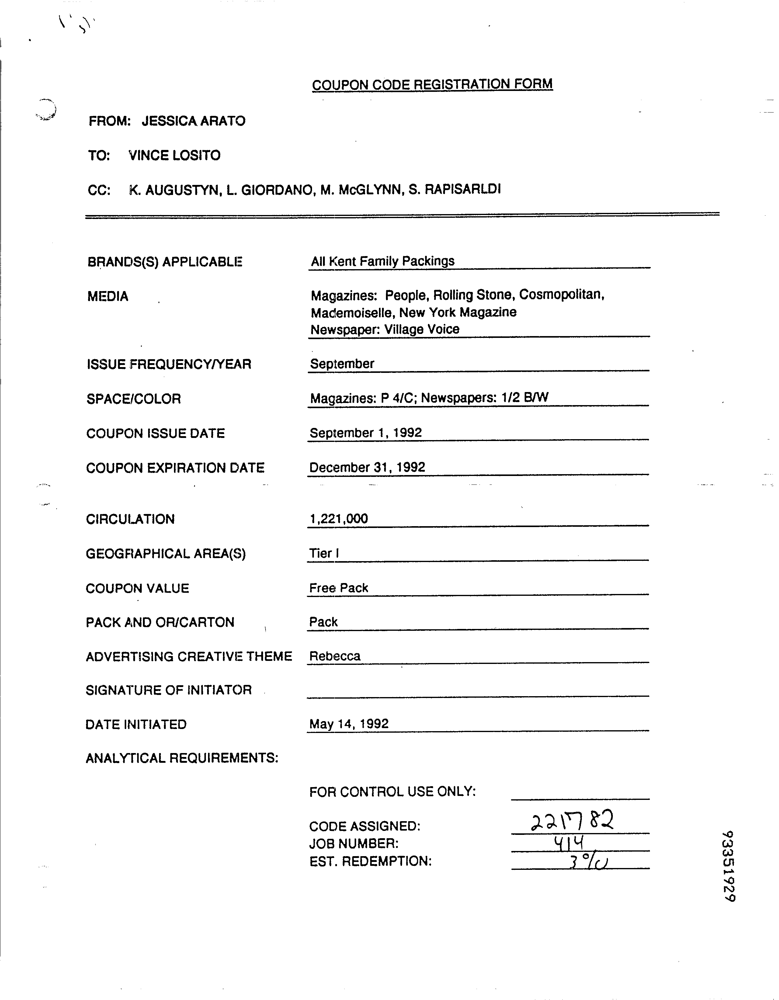 COUPON CODE REGISTRATION FORM
FROM: JESSICA ARATO
TO: VINCE LOSITO
CC: K. AUGUSTYN, L. GIORDANO, M. McGLYNN, S. RAPISARLDI
BRANDS(S) APPLICABLE All Kent Family Packings
MEDIA Magazines: People, Rolling Stone, Cosmopolitan,
Mademoiselle, New York Magazine
Newspaper: Village Voice
ISSUE FREQUENCY/YEAR September
SPACE/COLOR Magazines: P 4/C; Newspapers: 1/2 B/W
COUPON ISSUE DATE September 1, 1992
COUPON EXPIRATION DATE December 31, 1992
CIRCULATION 1,221,000
GEOGRAPHICAL AREA(S) Tier I
COUPON VALUE Free Pack
PACK AND OR/CARTON Pack
ADVERTISING CREATIVE THEME Rebecca
SIGNATURE OF INITIATOR
DATE INITIATED May 14, 1992
ANALYTICAL REQUIREMENTS:
FOR CONTROL USE ONLY:
CODE ASSIGNED: 221782
JOB NUMBER: 414
EST. REDEMPTION: 3%
93351929